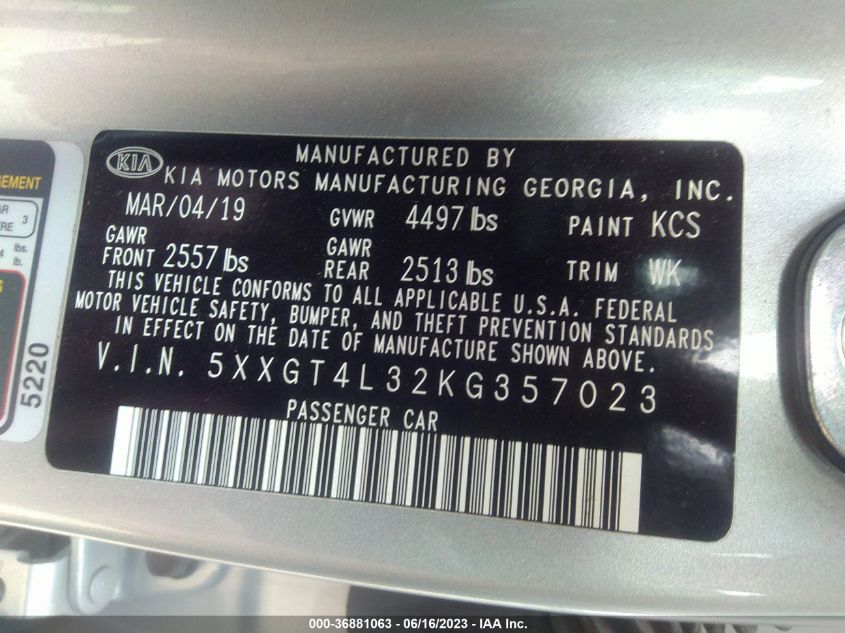 MANUFACTURED BY
KIA
KIA MOTORS MANUFACTURING GEORGIA, INC.
MAR/04/19 GVWR 4497 lbs PAINT KCS
GAWR GAWR
FRONT 2557 lbs REAR 2513 lbs TRIM WK
THIS VEHICLE CONFORMS TO ALL APPLICABLE U.S.A. FEDERAL
MOTOR VEHICLE SAFETY, BUMPER, AND THEFT PREVENTION STANDARDS
IN EFFECT ON THE DATE OF MANUFACTURE SHOWN ABOVE.
V.I.N. 5XXGT4L32KG357023
PASSENGER CAR
3
lbs.
lb.
5220
000-36881063 - 06/16/2023 - IAA Inc.